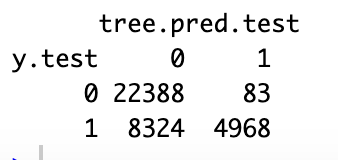 tree.pred.test
y.test 0 1
0 22388 83
1 8324 4968